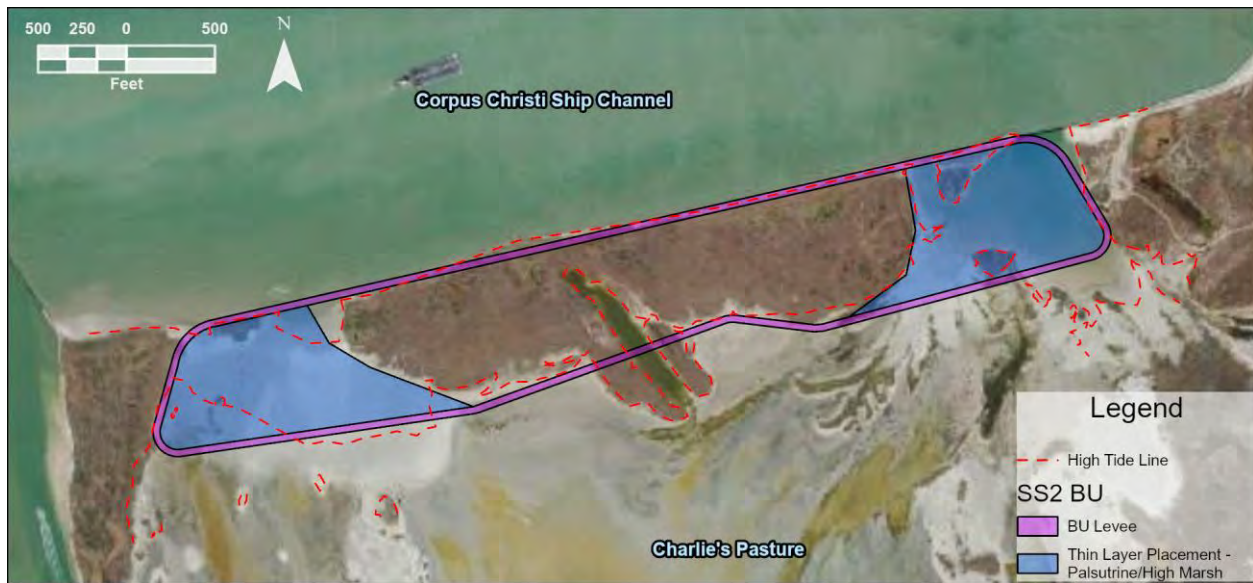 500 250 0 500
Feet
N
Corpus Christi Ship Channel
Charlie's Pasture
Legend
High Tide Line
SS2 BU
BU Levee
Thin Layer Placement -
Palsutrine/High Marsh